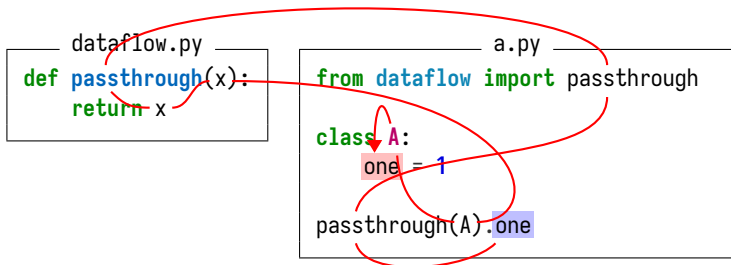 dataflow.py
def passthrough(x):
    return x
a.py
from dataflow import passthrough
class A:
    one = 1
passthrough(A).one